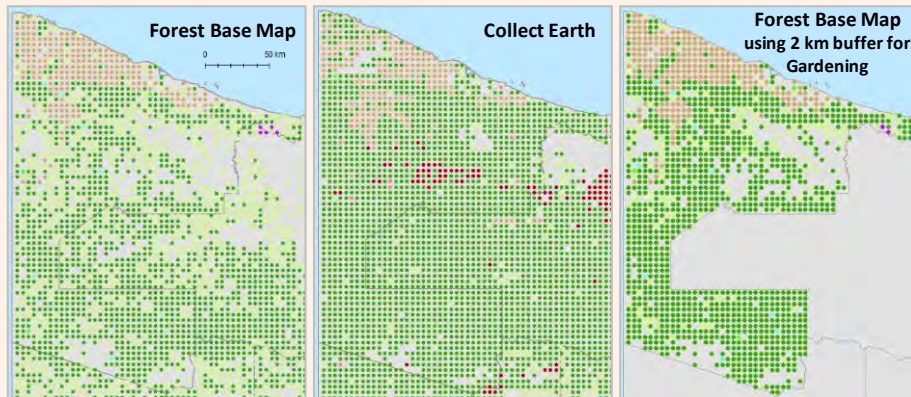 Forest Base Map
0 50 km
Collect Earth
Forest Base Map
using 2 km buffer for
Gardening